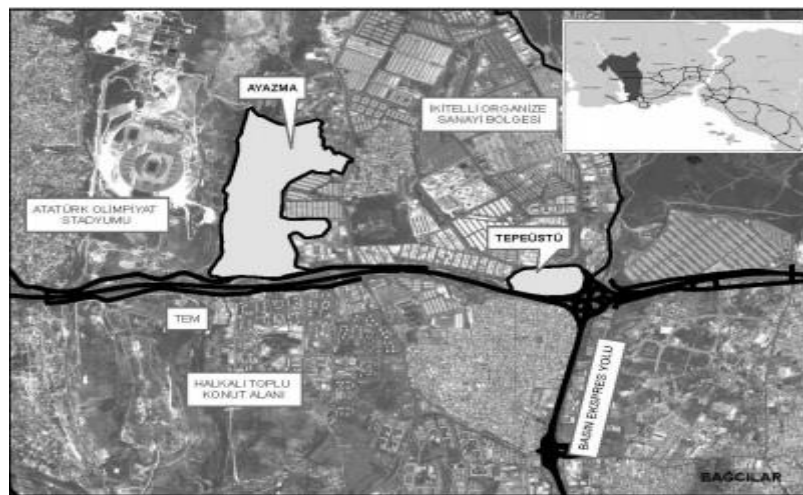 AYAZMA
İKİTELLİ ORGANİZE
SANAYİ BÖLGESİ
ATATÜRK OLİMPİYAT
STADYUMU
TEPEÜSTÜ
TEM
HALKALI TOPLU
KONUT ALANI
BASIN EKSPRES YOLU
BAĞCILAR